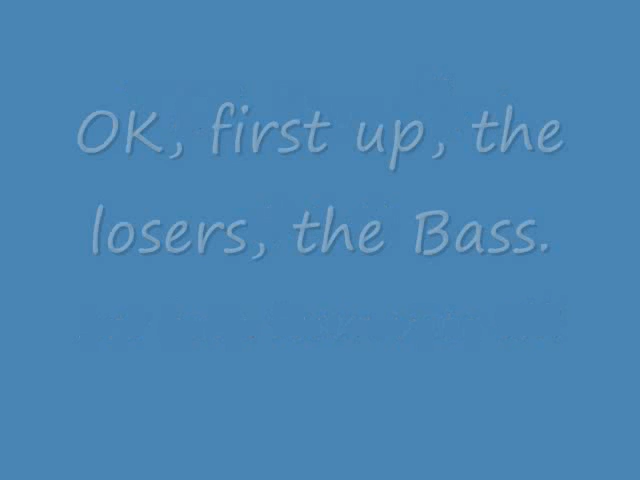 OK, first up, the
losers, the Bass.